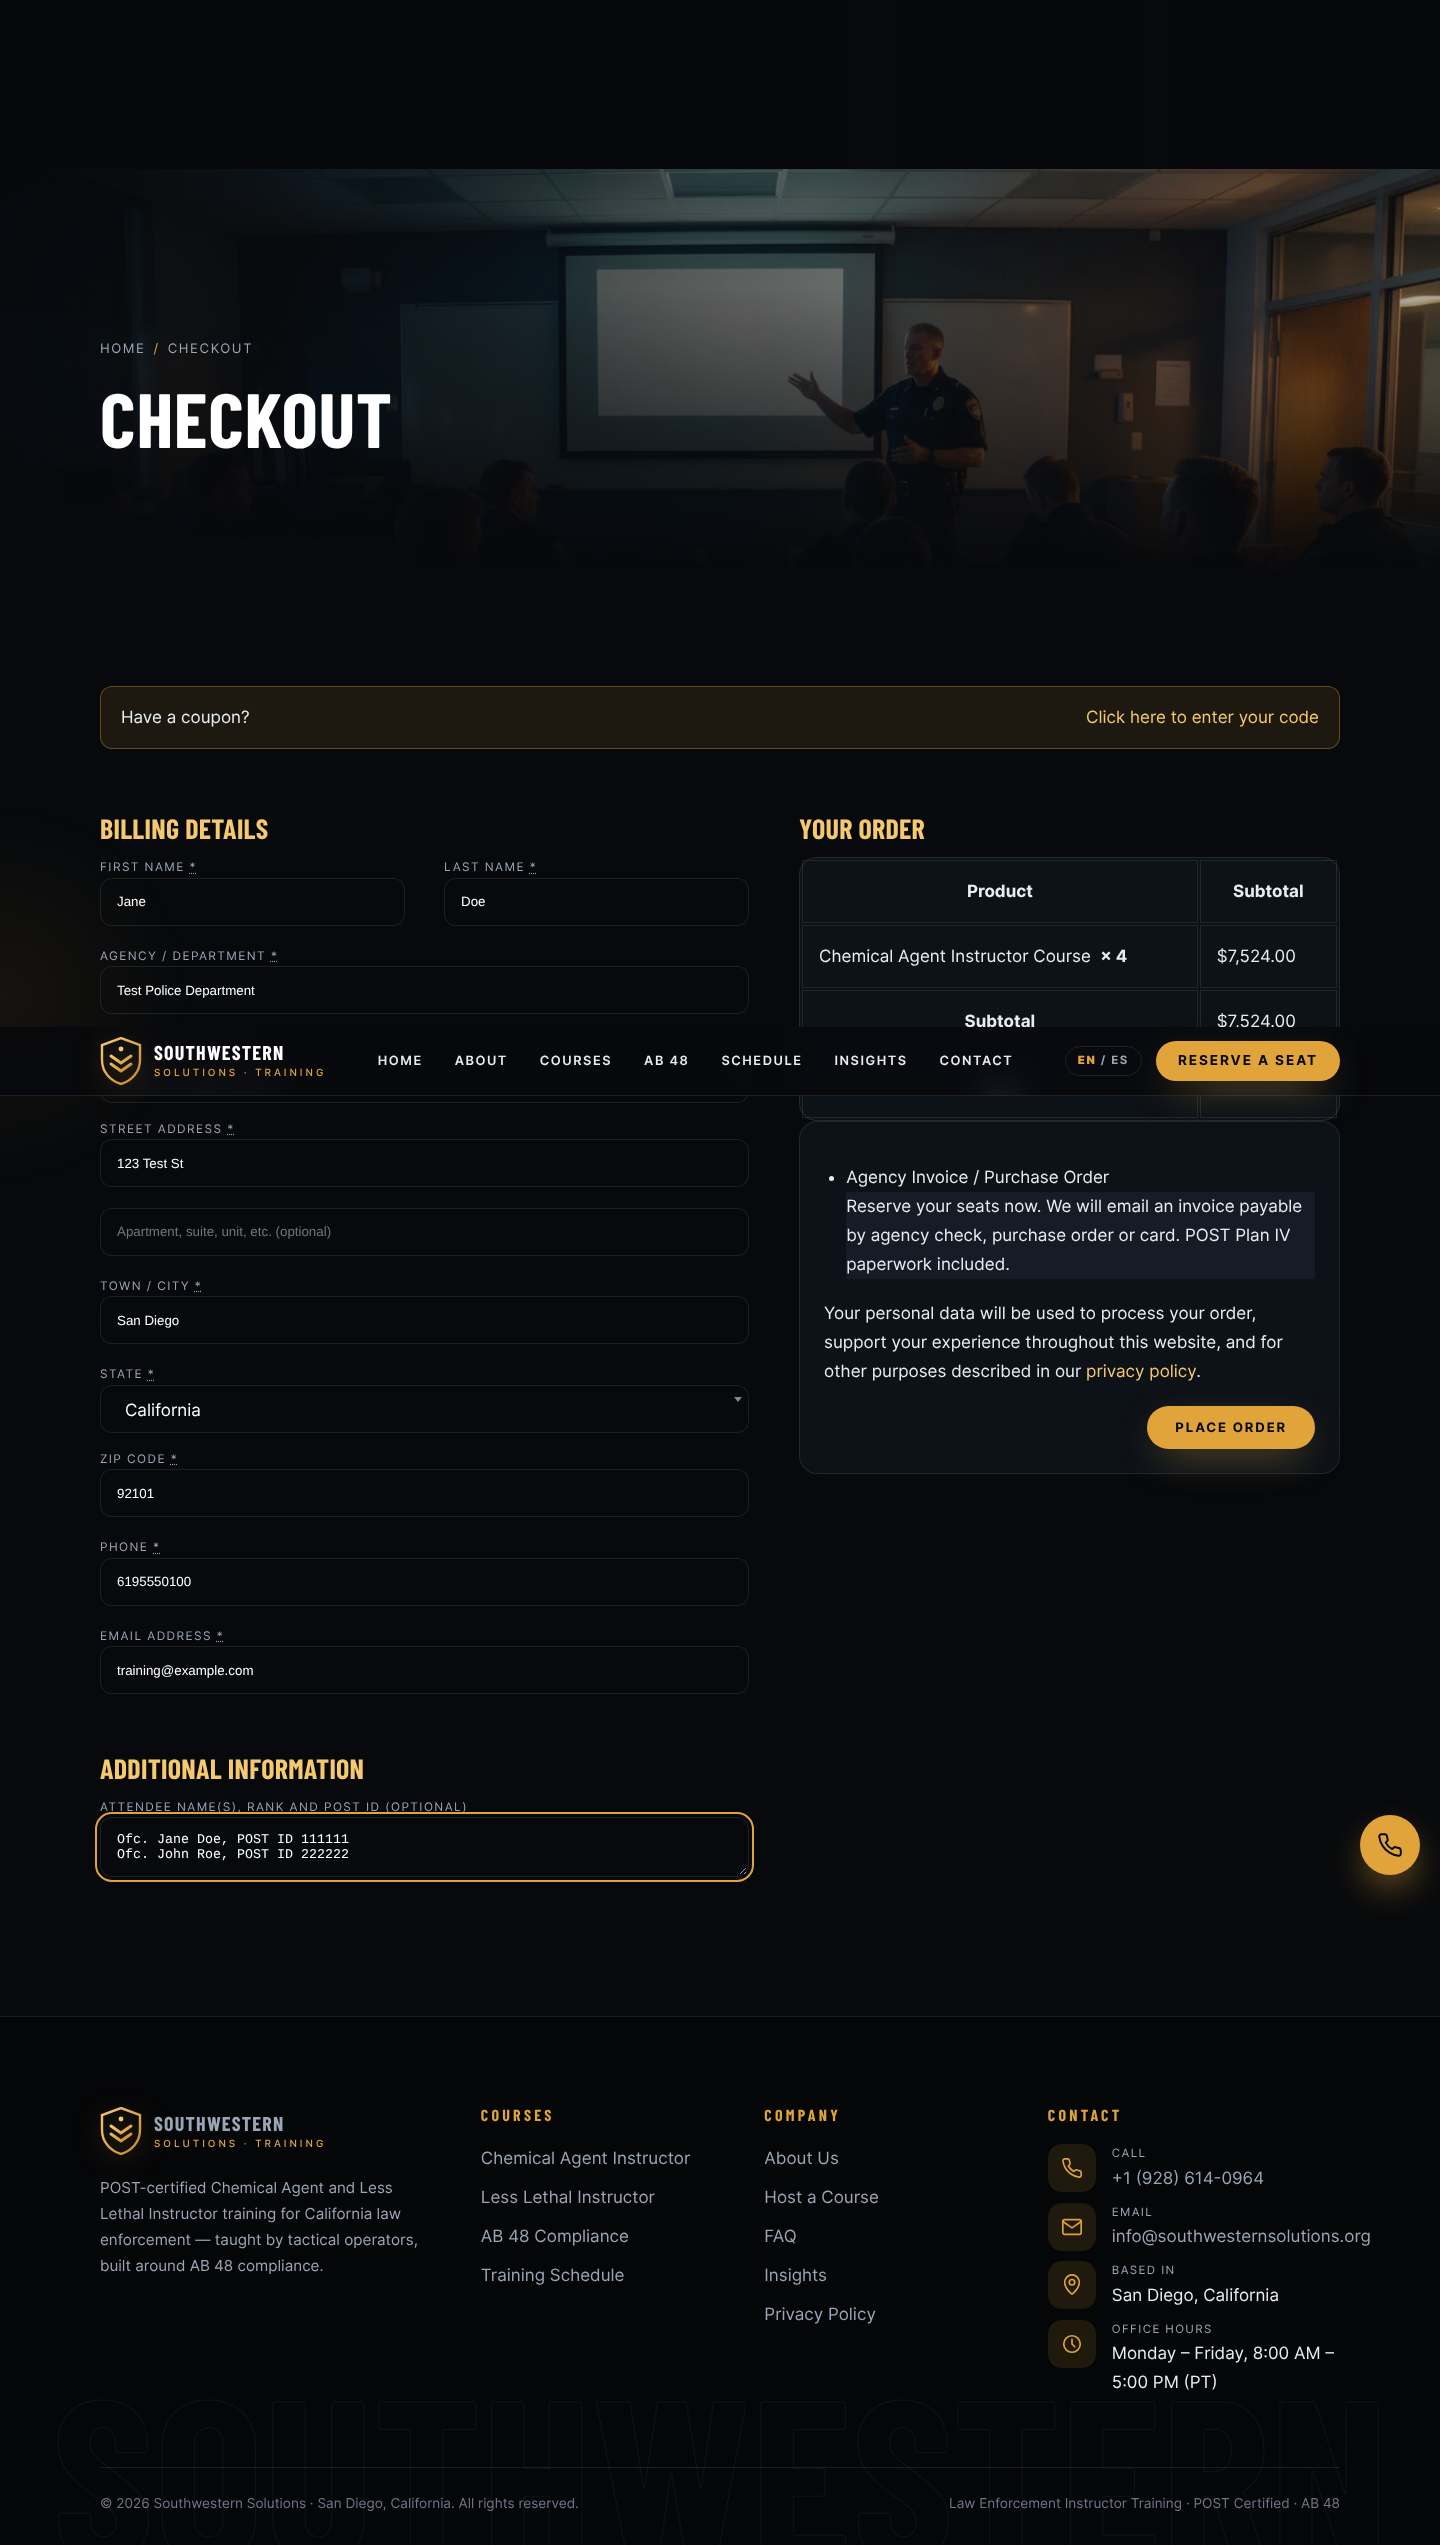 HOME / CHECKOUT
CHECKOUT
Have a coupon?
Click here to enter your code
BILLING DETAILS
FIRST NAME *
LAST NAME *
Jane
Doe
AGENCY / DEPARTMENT *
Test Police Department
YOUR ORDER
Product
Subtotal
Chemical Agent Instructor Course × 4
$7,524.00
Subtotal
$7,524.00
SOUTHWESTERN
SOLUTIONS · TRAINING
HOME
ABOUT
COURSES
AB 48
SCHEDULE
INSIGHTS
CONTACT
EN / ES
RESERVE A SEAT
STREET ADDRESS *
123 Test St
Apartment, suite, unit, etc. (optional)
TOWN / CITY *
San Diego
STATE *
California
ZIP CODE *
92101
PHONE *
6195550100
EMAIL ADDRESS *
training@example.com
Agency Invoice / Purchase Order
Reserve your seats now. We will email an invoice payable
by agency check, purchase order or card. POST Plan IV
paperwork included.
Your personal data will be used to process your order,
support your experience throughout this website, and for
other purposes described in our privacy policy.
PLACE ORDER
ADDITIONAL INFORMATION
ATTENDEE NAME(S), RANK AND POST ID (OPTIONAL)
Ofc. Jane Doe, POST ID 111111
Ofc. John Roe, POST ID 222222
SOUTHWESTERN
SOLUTIONS · TRAINING
POST-certified Chemical Agent and Less
Lethal Instructor training for California law
enforcement — taught by tactical operators,
built around AB 48 compliance.
COURSES
Chemical Agent Instructor
Less Lethal Instructor
AB 48 Compliance
Training Schedule
COMPANY
About Us
Host a Course
FAQ
Insights
Privacy Policy
CONTACT
CALL
+1 (928) 614-0964
EMAIL
info@southwesternsolutions.org
BASED IN
San Diego, California
OFFICE HOURS
Monday – Friday, 8:00 AM –
5:00 PM (PT)
SOUTHWESTERN
© 2026 Southwestern Solutions · San Diego, California. All rights reserved.
Law Enforcement Instructor Training · POST Certified · AB 48